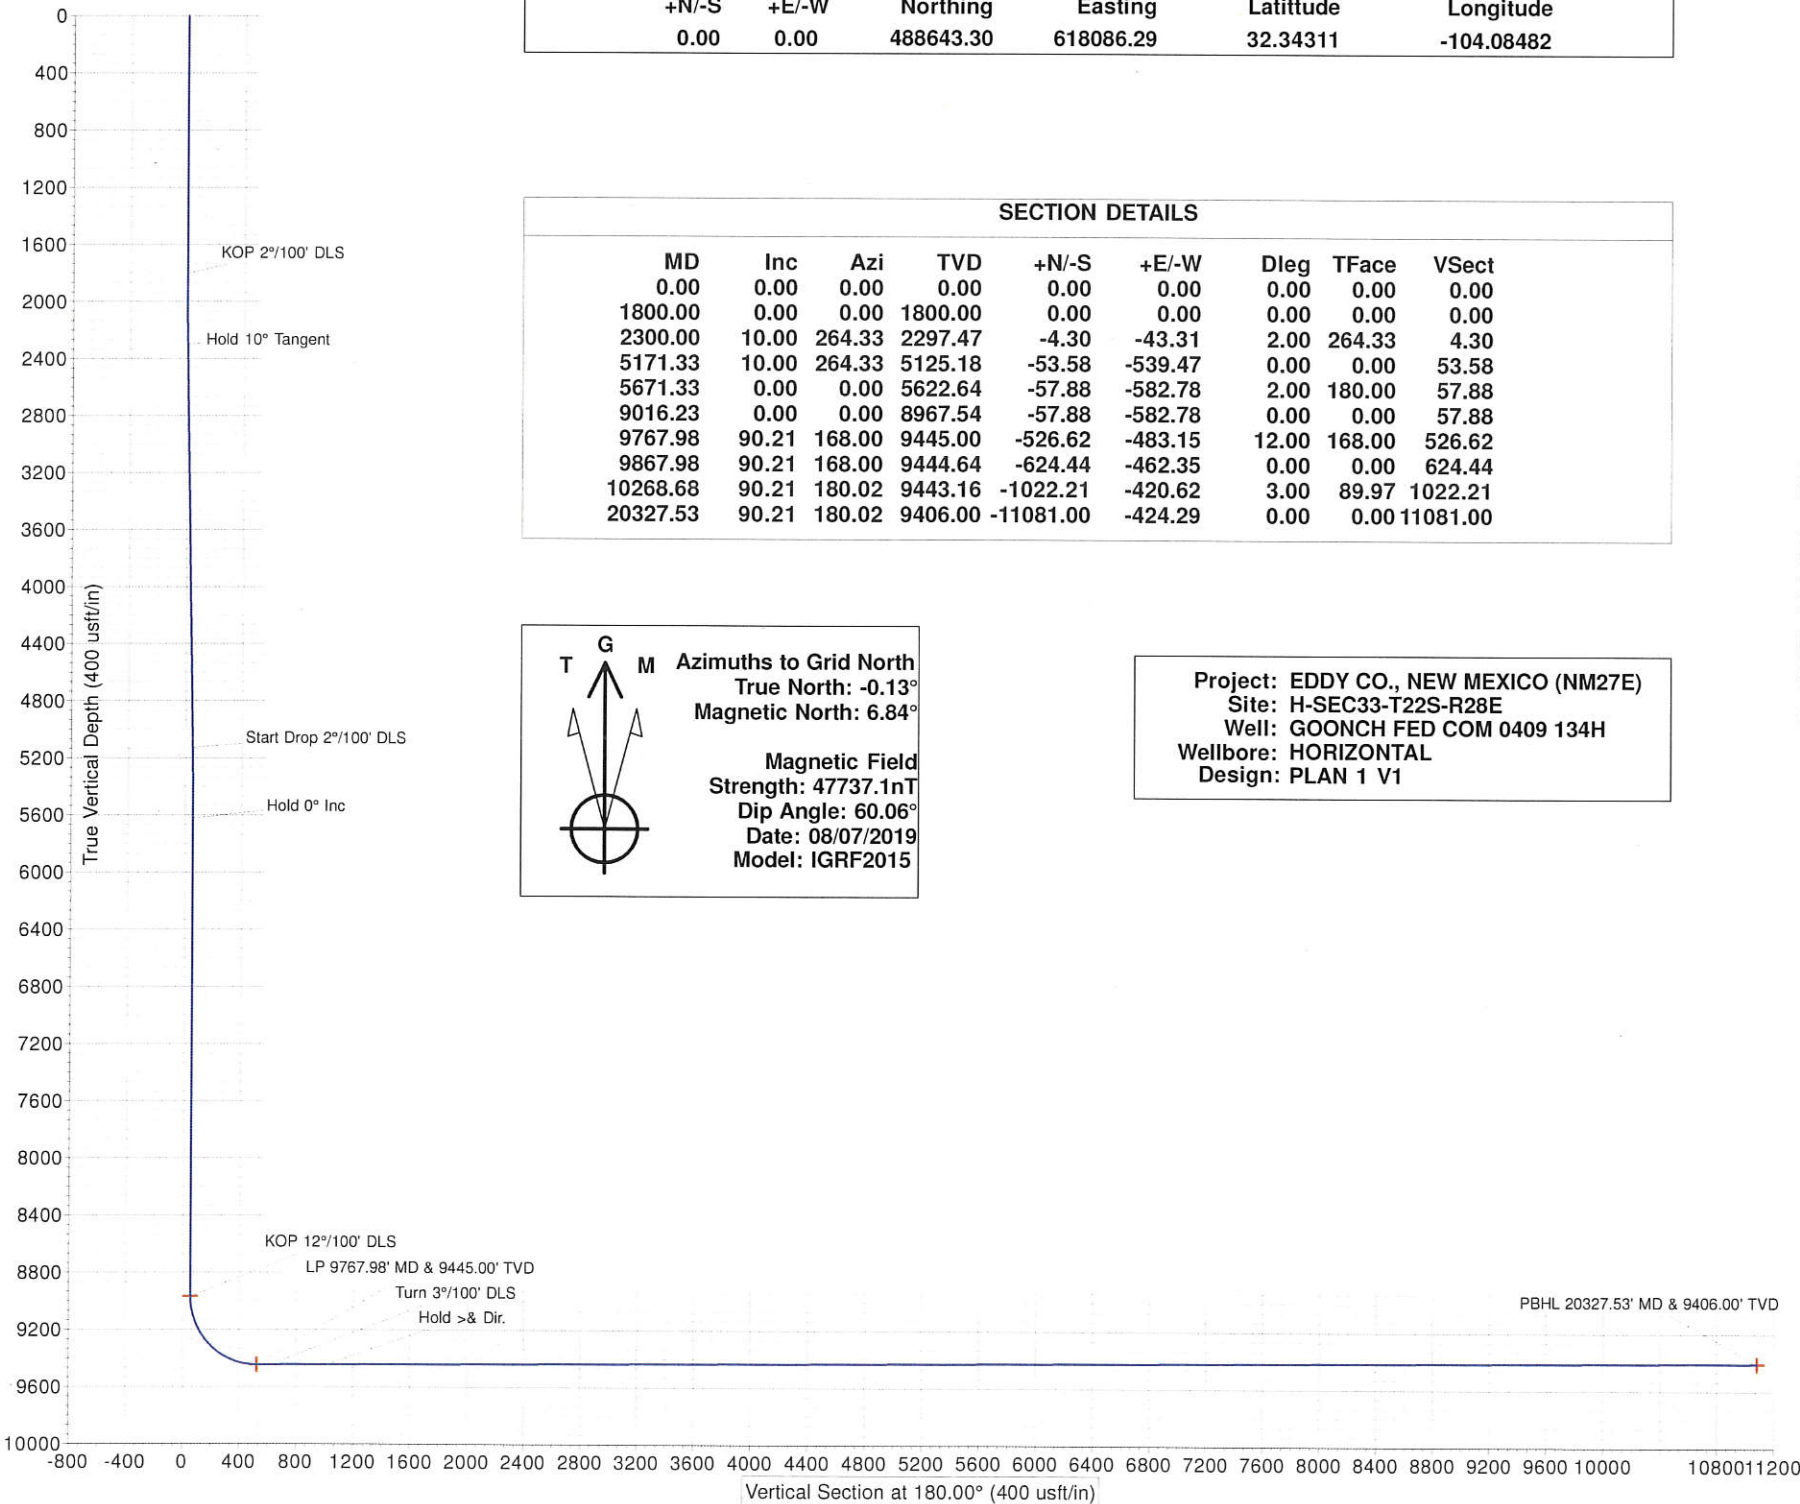 +N/-S +E/-W Northing Easting Latittude Longitude
0.00 0.00 488643.30 618086.29 32.34311 -104.08482
SECTION DETAILS
MD Inc Azi TVD +N/-S +E/-W Dleg TFace VSect
0.00 0.00 0.00 0.00 0.00 0.00 0.00 0.00 0.00
1800.00 0.00 0.00 1800.00 0.00 0.00 0.00 0.00 0.00
2300.00 10.00 264.33 2297.47 -4.30 -43.31 2.00 264.33 4.30
5171.33 10.00 264.33 5125.18 -53.58 -539.47 0.00 0.00 53.58
5671.33 0.00 0.00 5622.64 -57.88 -582.78 2.00 180.00 57.88
9016.23 0.00 0.00 8967.54 -57.88 -582.78 0.00 0.00 57.88
9767.98 90.21 168.00 9445.00 -526.62 -483.15 12.00 168.00 526.62
9867.98 90.21 168.00 9444.64 -624.44 -462.35 0.00 0.00 624.44
10268.68 90.21 180.02 9443.16 -1022.21 -420.62 3.00 89.97 1022.21
20327.53 90.21 180.02 9406.00 -11081.00 -424.29 0.00 0.00 11081.00
T G M
Azimuths to Grid North
True North: -0.13°
Magnetic North: 6.84°
Magnetic Field
Strength: 47737.1nT
Dip Angle: 60.06°
Date: 08/07/2019
Model: IGRF2015
Project: EDDY CO., NEW MEXICO (NM27E)
Site: H-SEC33-T22S-R28E
Well: GOONCH FED COM 0409 134H
Wellbore: HORIZONTAL
Design: PLAN 1 V1
True Vertical Depth (400 usft/in)
0
400
800
1200
1600
2000
2400
2800
3200
3600
4000
4400
4800
5200
5600
6000
6400
6800
7200
7600
8000
8400
8800
9200
9600
10000
KOP 2°/100' DLS
Hold 10° Tangent
Start Drop 2°/100' DLS
Hold 0° Inc
KOP 12°/100' DLS
LP 9767.98' MD & 9445.00' TVD
Turn 3°/100' DLS
Hold >& Dir.
PBHL 20327.53' MD & 9406.00' TVD
-800 -400 0 400 800 1200 1600 2000 2400 2800 3200 3600 4000 4400 4800 5200 5600 6000 6400 6800 7200 7600 8000 8400 8800 9200 9600 10000 10800 11200
Vertical Section at 180.00° (400 usft/in)